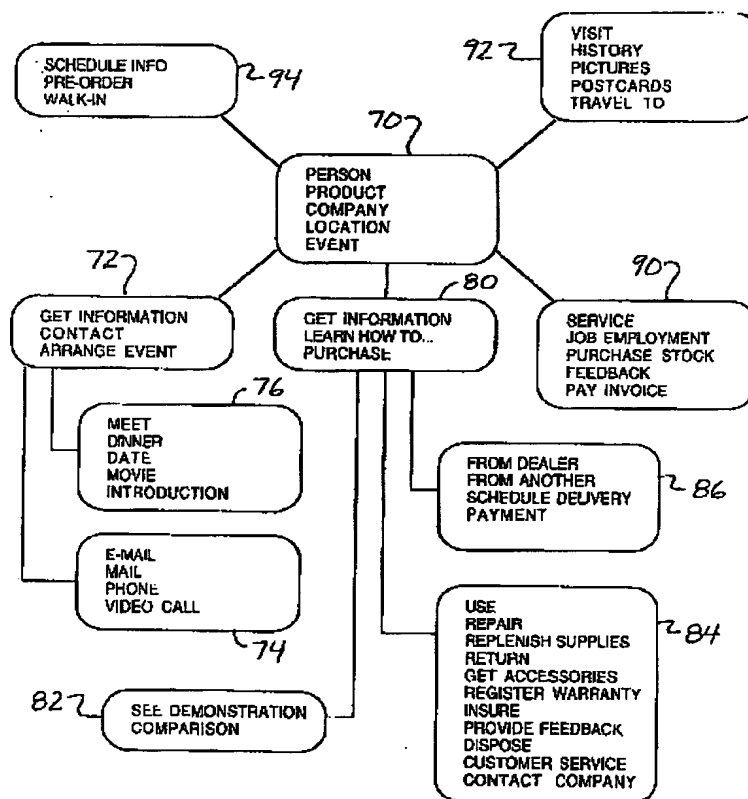 SCHEDULE INFO
PRE-ORDER
WALK-IN
94
92
VISIT
HISTORY
PICTURES
POSTCARDS
TRAVEL TO
70
PERSON
PRODUCT
COMPANY
LOCATION
EVENT
72
GET INFORMATION
CONTACT
ARRANGE EVENT
80
GET INFORMATION
LEARN HOW TO...
PURCHASE
90
SERVICE
JOB EMPLOYMENT
PURCHASE STOCK
FEEDBACK
PAY INVOICE
76
MEET
DINNER
DATE
MOVIE
INTRODUCTION
FROM DEALER
FROM ANOTHER
SCHEDULE DELIVERY
PAYMENT
86
E-MAIL
MAIL
PHONE
VIDEO CALL
74
USE
REPAIR
REPLENISH SUPPLIES
RETURN
GET ACCESSORIES
REGISTER WARRANTY
INSURE
PROVIDE FEEDBACK
DISPOSE
CUSTOMER SERVICE
CONTACT COMPANY
84
82
SEE DEMONSTRATION
COMPARISON